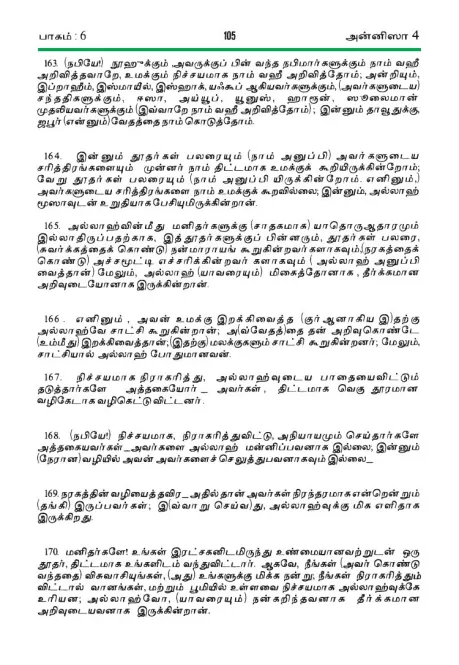 பாகம் : 6 105 அன்னிஸா 4
163. (நபியே!) நூஹுக்கும் ,அவருக்குப் பின் வந்த நபிமார்களுக்கும் நாம் வஹீ
அறிவித்தவாறே, உமக்கும் நிச்சயமாக நாம் வஹீ அறிவித்தோம்; அன்றியும்,
இப்றாஹீம், இஸ்மாயீல், இஸ்ஹாக், யஃகூப் ஆகியவர்களுக்கும், (அவர்களுடைய)
சந்ததிகளுக்கும், ஈஸா, அய்யூப், யூனுஸ், ஹாரூன், ஸுலைமான்
முதலியவர்களுக்கும் (இவ்வாறே நாம் வஹீ அறிவித்தோம்) ; இன்னும் தாவூதுக்கு,
ஜபூர் (என்னும்) வேதத்தை நாம் கொடுத்தோம்.
164. இன்னும் தூதர்கள் பலரையும் (நாம் அனுப்பி) அவர்களுடைய
சரித்திரங்களையும் முன்னர் நாம் திட்டமாக உமக்குக் கூறியிருக்கின்றோம்;
வேறு தூதர்கள் பலரையும் (நாம் அனுப்பி யிருக்கின்றோம். எனினும்,)
அவர்களுடைய சரித்திரங்களை நாம் உமக்குக் கூறவில்லை; இன்னும், அல்லாஹ்
மூஸாவுடன் உறுதியாகபேசியுமிருக்கின்றான்.
165. அல்லாஹ்வின்மீது மனிதர்களுக்கு (சாதகமாக) யாதொருஆதாரமும்
இல்லாதிருப்பதற்காக, இத்தூதர்களுக்குப் பின்னரும், தூதர்கள் பலரை,
(சுவர்க்கத்தைக் கொண்டு) நன்மாராயங் கூறுகின்றவர்களாகவும்,(நரகத்தைக்
கொண்டு) அச்சமூட்டி எச்சரிக்கின்றவர் களாகவும் ( அல்லாஹ் அனுப்பி
வைத்தான்) மேலும், அல்லாஹ் (யாவரையும்) மிகைத்தோனாக , தீர்க்கமான
அறிவுடையோனாக இருக்கின்றான்.
166 . எனினும் , அவன் உமக்கு இறக்கிவைத்த (குர்ஆனாகிய இ)தற்கு
அல்லாஹ்வே சாட்சி கூறுகின்றான்; அ(வ்வேதத்)தை தன் அறிவுகொண்டே
(உம்மீது) இறக்கிவைத்தான்;(இதற்கு) மலக்குகளும் சாட்சி கூறுகின்றனர்; மேலும்,
சாட்சியால் அல்லாஹ் போதுமானவன்.
167. நிச்சயமாக நிராகரித்து, அல்லாஹ்வுடைய பாதையைவிட்டும்
தடுத்தார்களே அத்தகையோர் _ அவர்கள் , திட்டமாக வெகு தூரமான
வழிகேடாக வழிகெட்டுவிட்டனர்.
168. (நபியே!) நிச்சயமாக, நிராகரித்துவிட்டு, அநியாயமும் செய்தார்களே
அத்தகையவர்கள்_அவர்களை அல்லாஹ் மன்னிப்பவனாக இல்லை; இன்னும்
(நேரான) வழியில் அவன் அவர்களைச் செலுத்துபவனாகவும் இல்லை_
169. நரகத்தின் வழியைத் தவிர_ அதில்தான் அவர்கள் நிரந்தரமாக என்றென்றும்
(தங்கி) இருப்பவர்கள் ; இ(வ்வாறு செய்வ)து, அல்லாஹ்வுக்கு மிக எளிதாக
இருக்கிறது.
170. மனிதர்களே! உங்கள் இரட்சகனிடமிருந்து உண்மையானவற்றுடன் ஒரு
தூதர், திட்டமாக உங்களிடம் வந்துவிட்டார். ஆகவே, நீங்கள் (அவர் கொண்டு
வந்ததை) விசுவாசியுங்கள், (அது) உங்களுக்கு மிக்க நன்று; நீங்கள் நிராகரித்தும்
விட்டால் வானங்கள், மற்றும் பூமியில் உள்ளவை நிச்சயமாக அல்லாஹ்வுக்கே
உரியன; அல்லாஹ்வோ, (யாவரையும்) நன்கறிந்தவனாக தீர்க்கமான
அறிவுடையவனாக இருக்கின்றான்.